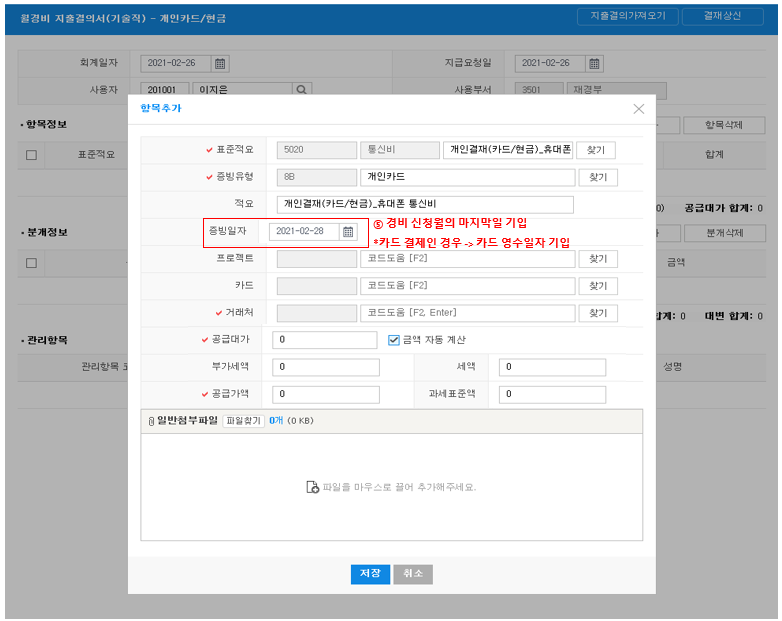 월경비 지출결의서(기술직) - 개인카드/현금
지출결의가져오기 결재상신
회계일자 2021-02-26 지급요청일 2021-02-26
사용자 201001 이지은 사용부서 3501 재경부
항목추가
• 항목정보 항목삭제
표준적요 합계
✓ 표준적요 5020 통신비 개인결재(카드/현금)_휴대폰 찾기
✓ 증빙유형 8B 개인카드 찾기
적요 개인결재(카드/현금)_휴대폰 통신비
공급대가 합계: 0
증빙일자 2021-02-28 ⑤ 경비 신청월의 마지막일 기입
*카드 결제인 경우 -> 카드 영수일자 기입
• 분개정보 분개삭제
프로젝트 코드도움 [F2] 찾기
금액
카드 코드도움 [F2] 찾기
✓ 거래처 코드도움 [F2, Enter] 찾기
합계: 0 대변 합계: 0
✓ 공급대가 0 금액 자동 계산
• 관리항목
부가세액 0 세액 0
관리항목 성명
✓ 공급가액 0 과세표준액 0
일반첨부파일 파일찾기 0개 (0 KB)
파일을 마우스로 끌어 추가해주세요.
저장 취소